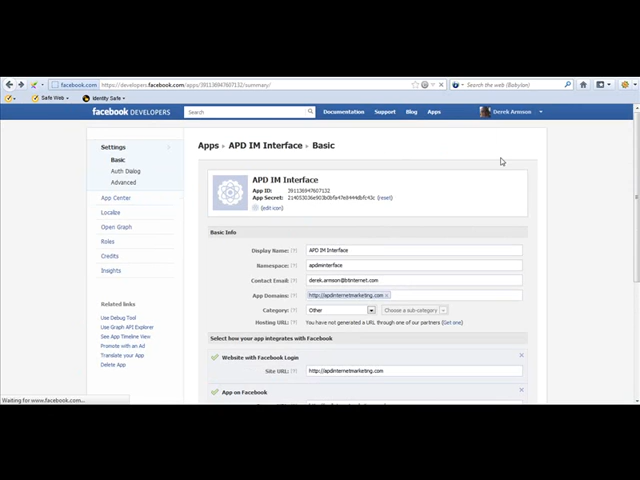 facebook.com
https://developers.facebook.com/apps/391136947607132/summary/
Search the web (Babylon)
Safe Web
Identity Safe
facebook DEVELOPERS
Search
Documentation Support Blog Apps
Derek Armson
Settings
Basic
Auth Dialog
Advanced
App Center
Localize
Open Graph
Roles
Credits
Insights
Related links
Use Debug Tool
Use Graph API Explorer
See App Timeline View
Promote with an Ad
Translate your App
Delete App
Apps ▸ APD IM Interface ▸ Basic
APD IM Interface
App ID: 391136947607132
App Secret: (reset)
(edit icon)
Basic Info
Display Name: [?] APD IM Interface
Namespace: [?] apdiminterface
Contact Email: [?] derek.armson@btinternet.com
App Domains: [?] http://apdinternetmarketing.com x
Category: [?] Other Choose a sub-category
Hosting URL: [?] You have not generated a URL through one of our partners (Get one)
Select how your app integrates with Facebook
Website with Facebook Login
Site URL: [?] http://apdinternetmarketing.com
App on Facebook
Waiting for www.facebook.com...